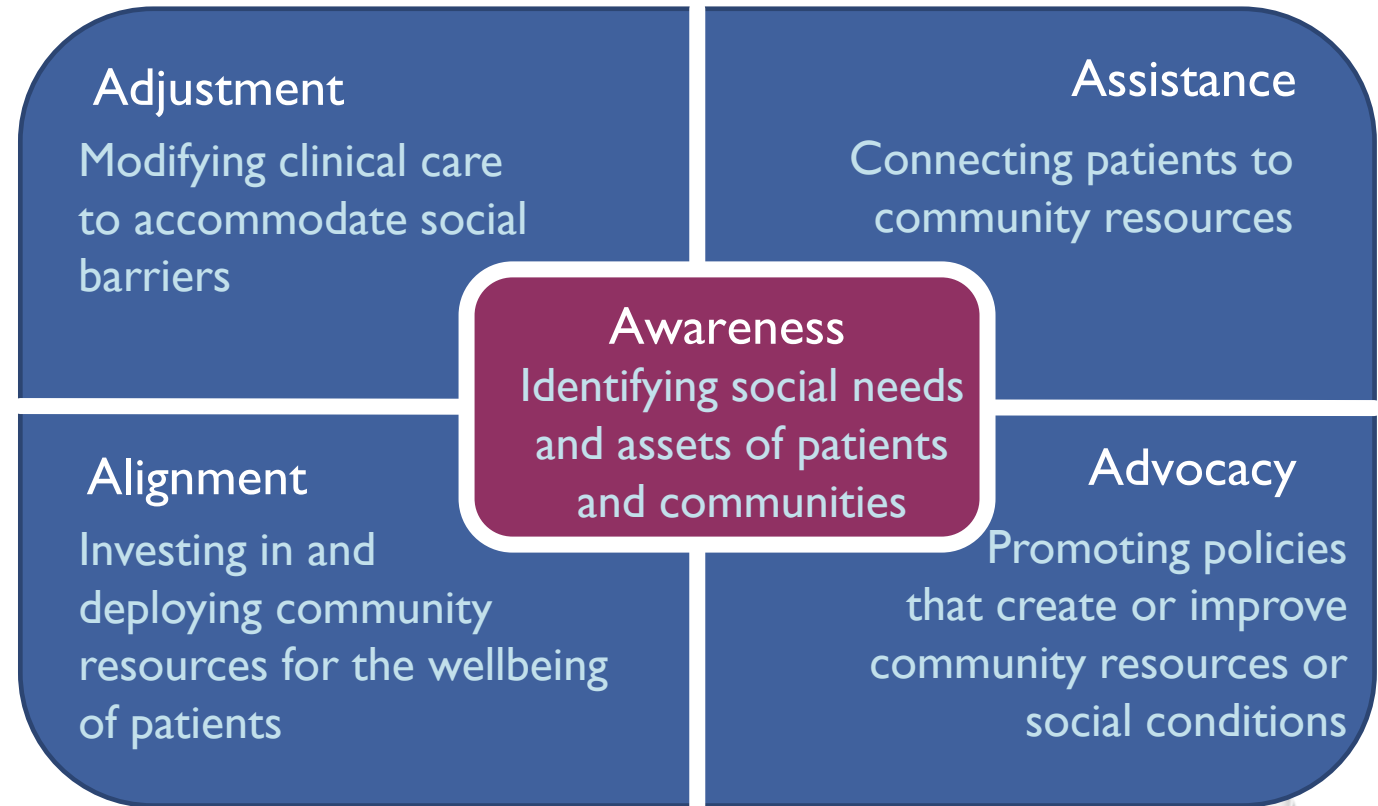 Adjustment
Modifying clinical care
to accommodate social
barriers
Assistance
Connecting patients to
community resources
Awareness
Identifying social needs
and assets of patients
and communities
Alignment
Investing in and
deploying community
resources for the wellbeing
of patients
Advocacy
Promoting policies
that create or improve
community resources or
social conditions